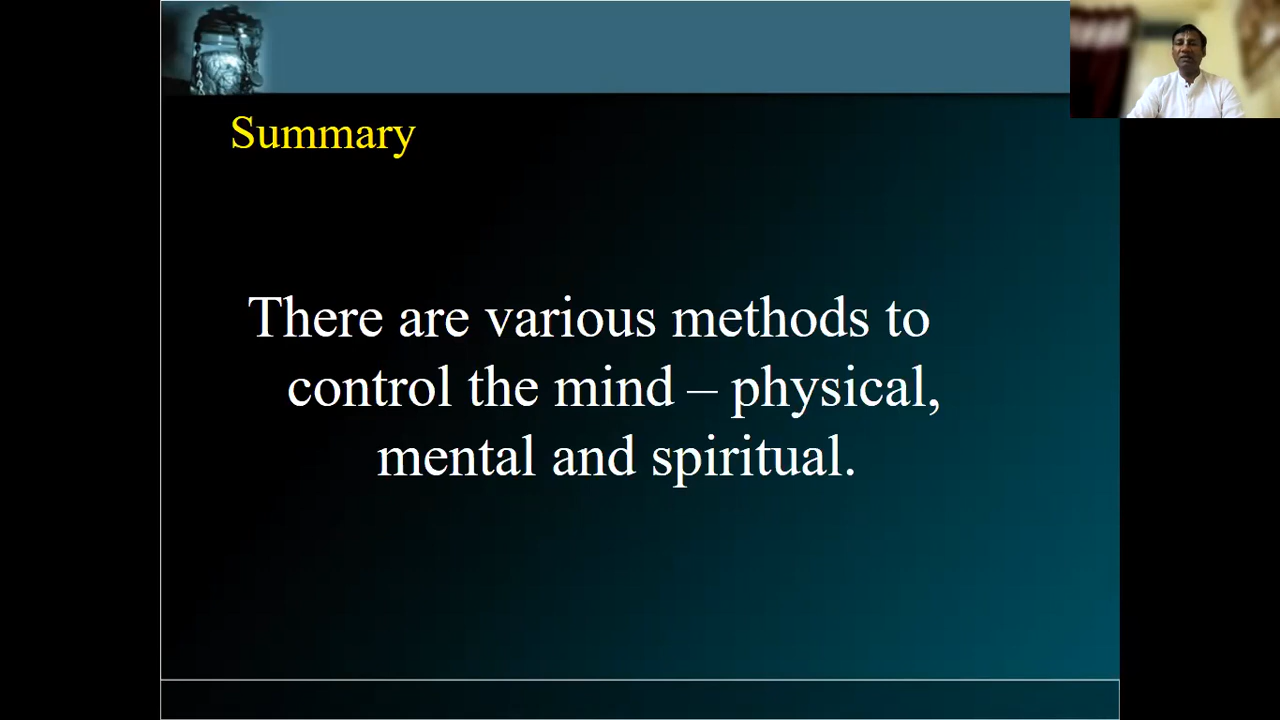 Summary
There are various methods to
control the mind – physical,
mental and spiritual.